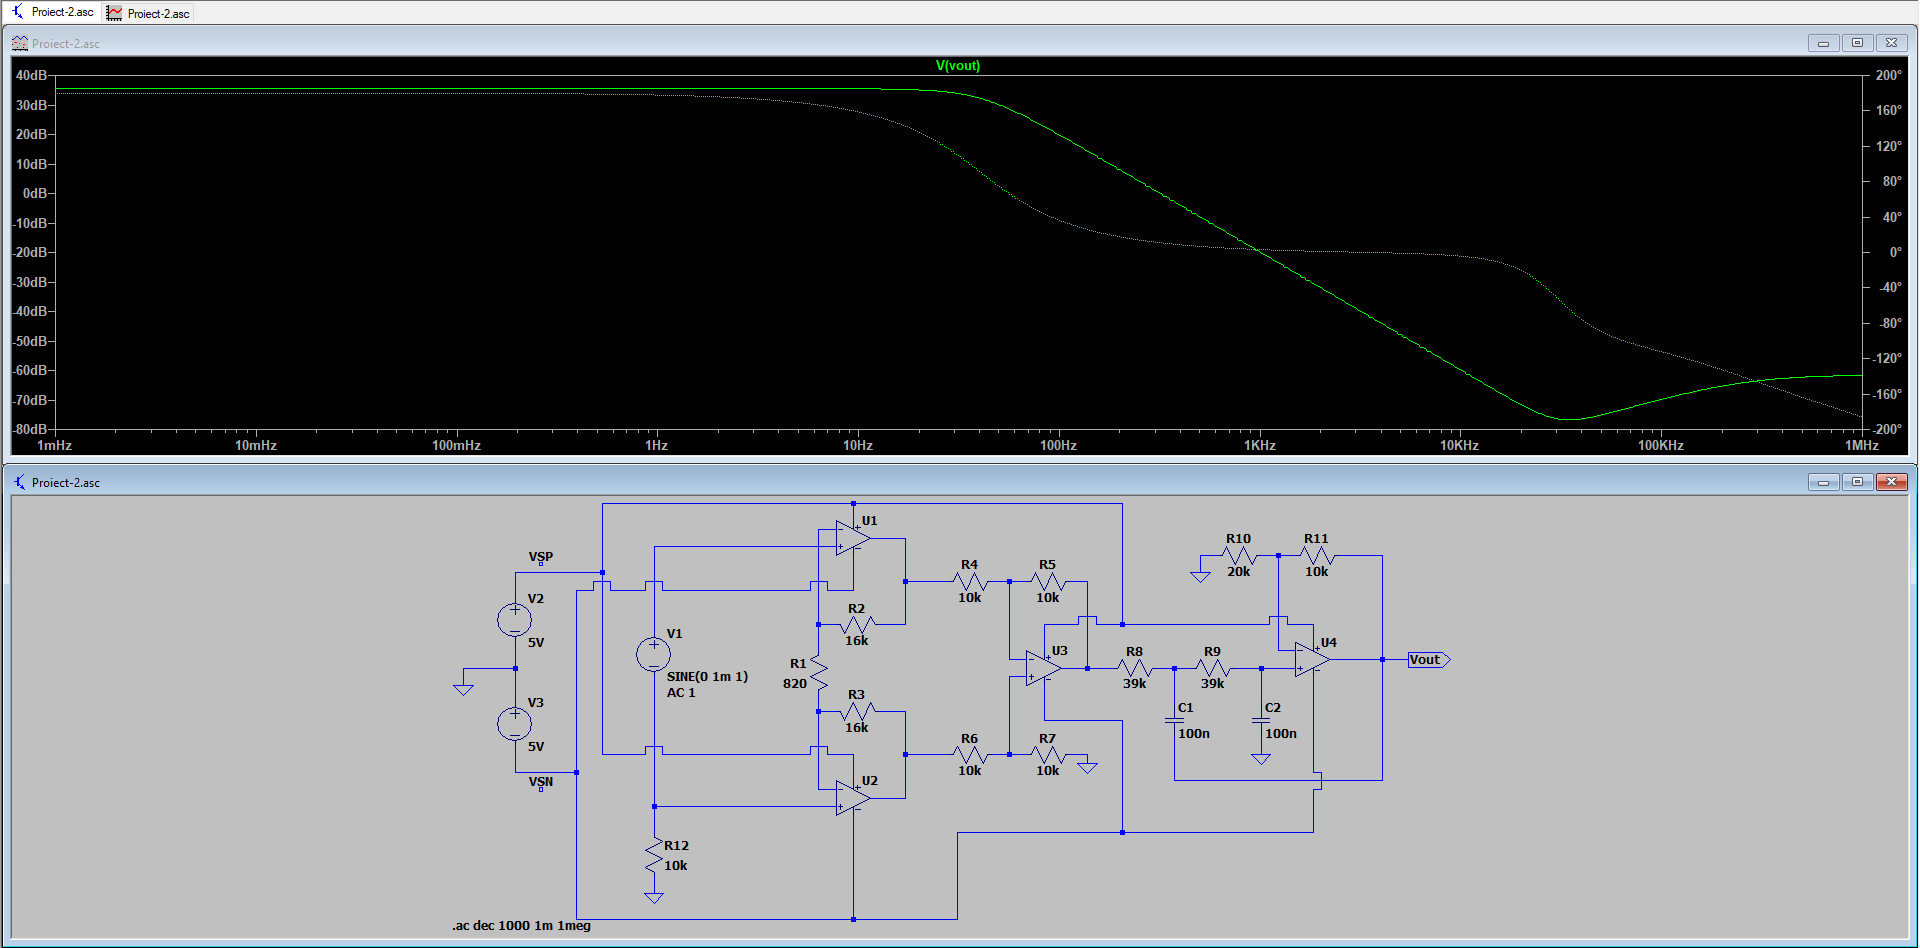 Proiect-2.asc Proiect-2.asc
Proiect-2.asc
V(vout)
40dB 200°
30dB 160°
20dB 120°
10dB 80°
0dB 40°
-10dB 0°
-20dB -40°
-30dB -80°
-40dB -120°
-50dB -160°
-60dB -200°
-70dB
-80dB
1mHz 10mHz 100mHz 1Hz 10Hz 100Hz 1KHz 10KHz 100KHz 1MHz
Proiect-2.asc
VSP
V2
5V
V3
5V
VSN
V1
SINE(0 1m 1)
AC 1
R12
10k
U1
R2
16k
R1
820
R3
16k
U2
R4
10k
R5
10k
U3
R6
10k
R7
10k
R8
39k
R9
39k
C1
100n
C2
100n
R10
20k
R11
10k
U4
Vout
.ac dec 1000 1m 1meg